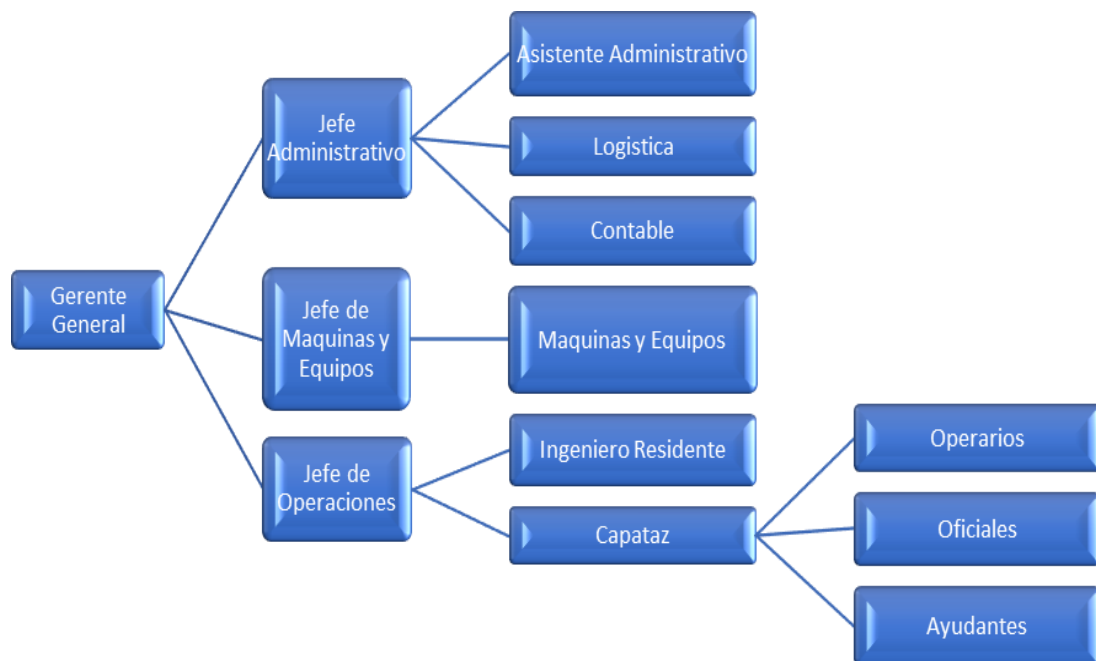 Asistente Administrativo
Jefe
Administrativo
Logistica
Contable
Gerente
General
Jefe de
Maquinas y
Equipos
Maquinas y Equipos
Jefe de
Operaciones
Ingeniero Residente
Capataz
Operarios
Oficiales
Ayudantes